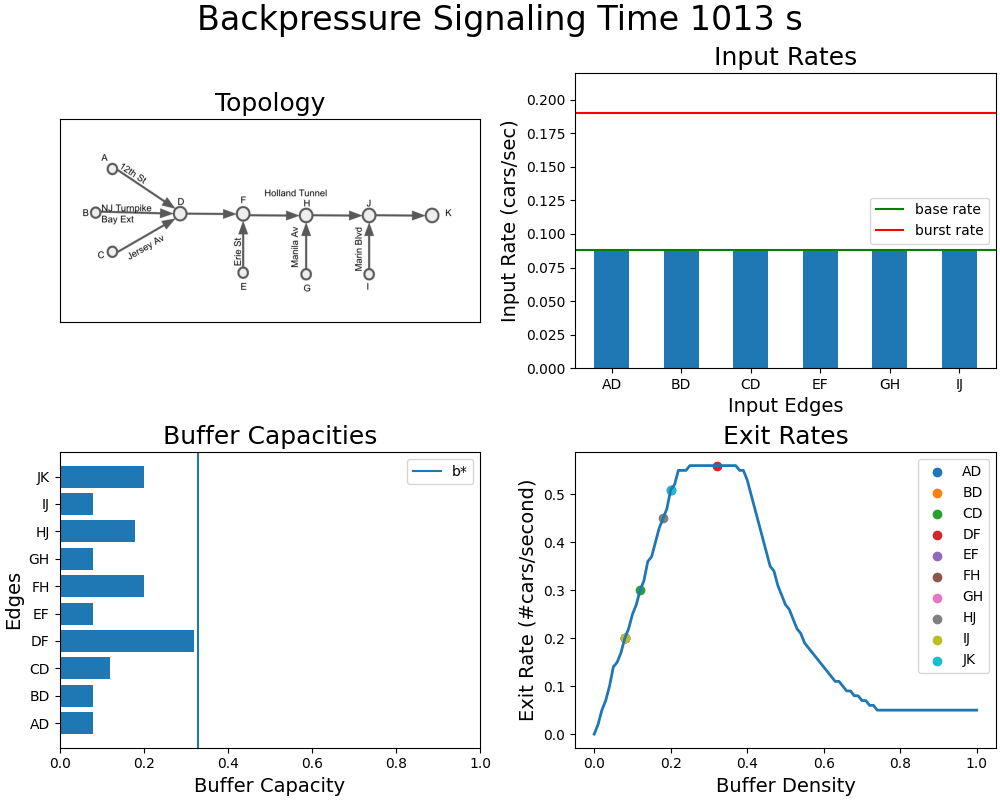 Backpressure Signaling Time 1013 s
Topology
A
12th St
B
NJ Turnpike
Bay Ext
C
Jersey Av
D
F
Erie St
E
Holland Tunnel
H
Manila Av
G
J
Marin Blvd
I
K
Input Rates
Input Rate (cars/sec)
0.200
0.175
0.150
0.125
0.100
0.075
0.050
0.025
0.000
base rate
burst rate
AD BD CD EF GH IJ
Input Edges
Buffer Capacities
Edges
JK
IJ
HJ
GH
FH
EF
DF
CD
BD
AD
b*
0.0 0.2 0.4 0.6 0.8 1.0
Buffer Capacity
Exit Rates
Exit Rate (#cars/second)
0.5
0.4
0.3
0.2
0.1
0.0
AD
BD
CD
DF
EF
FH
GH
HJ
IJ
JK
0.0 0.2 0.4 0.6 0.8 1.0
Buffer Density